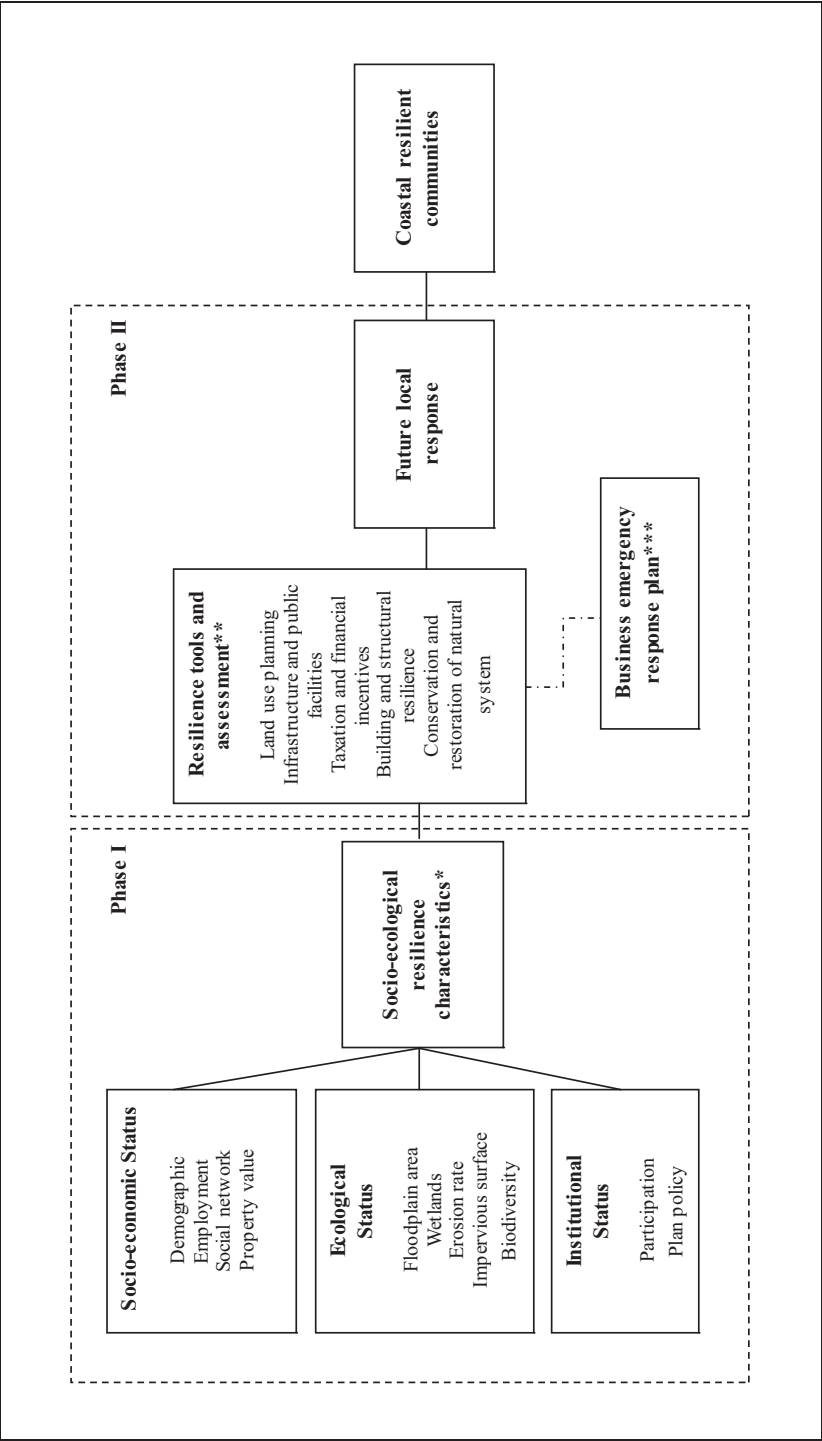 Phase I
Socio-economic Status
Demographic
Employment
Social network
Property value
Ecological
Status
Floodplain area
Wetlands
Erosion rate
Impervious surface
Biodiversity
Institutional
Status
Participation
Plan policy
Socio-ecological
resilience
characteristics*
Phase II
Resilience tools and
assessment**
Land use planning
Infrastructure and public
facilities
Taxation and financial
incentives
Building and structural
resilience
Conservation and
restoration of natural
system
Business emergency
response plan***
Future local
response
Coastal resilient
communities